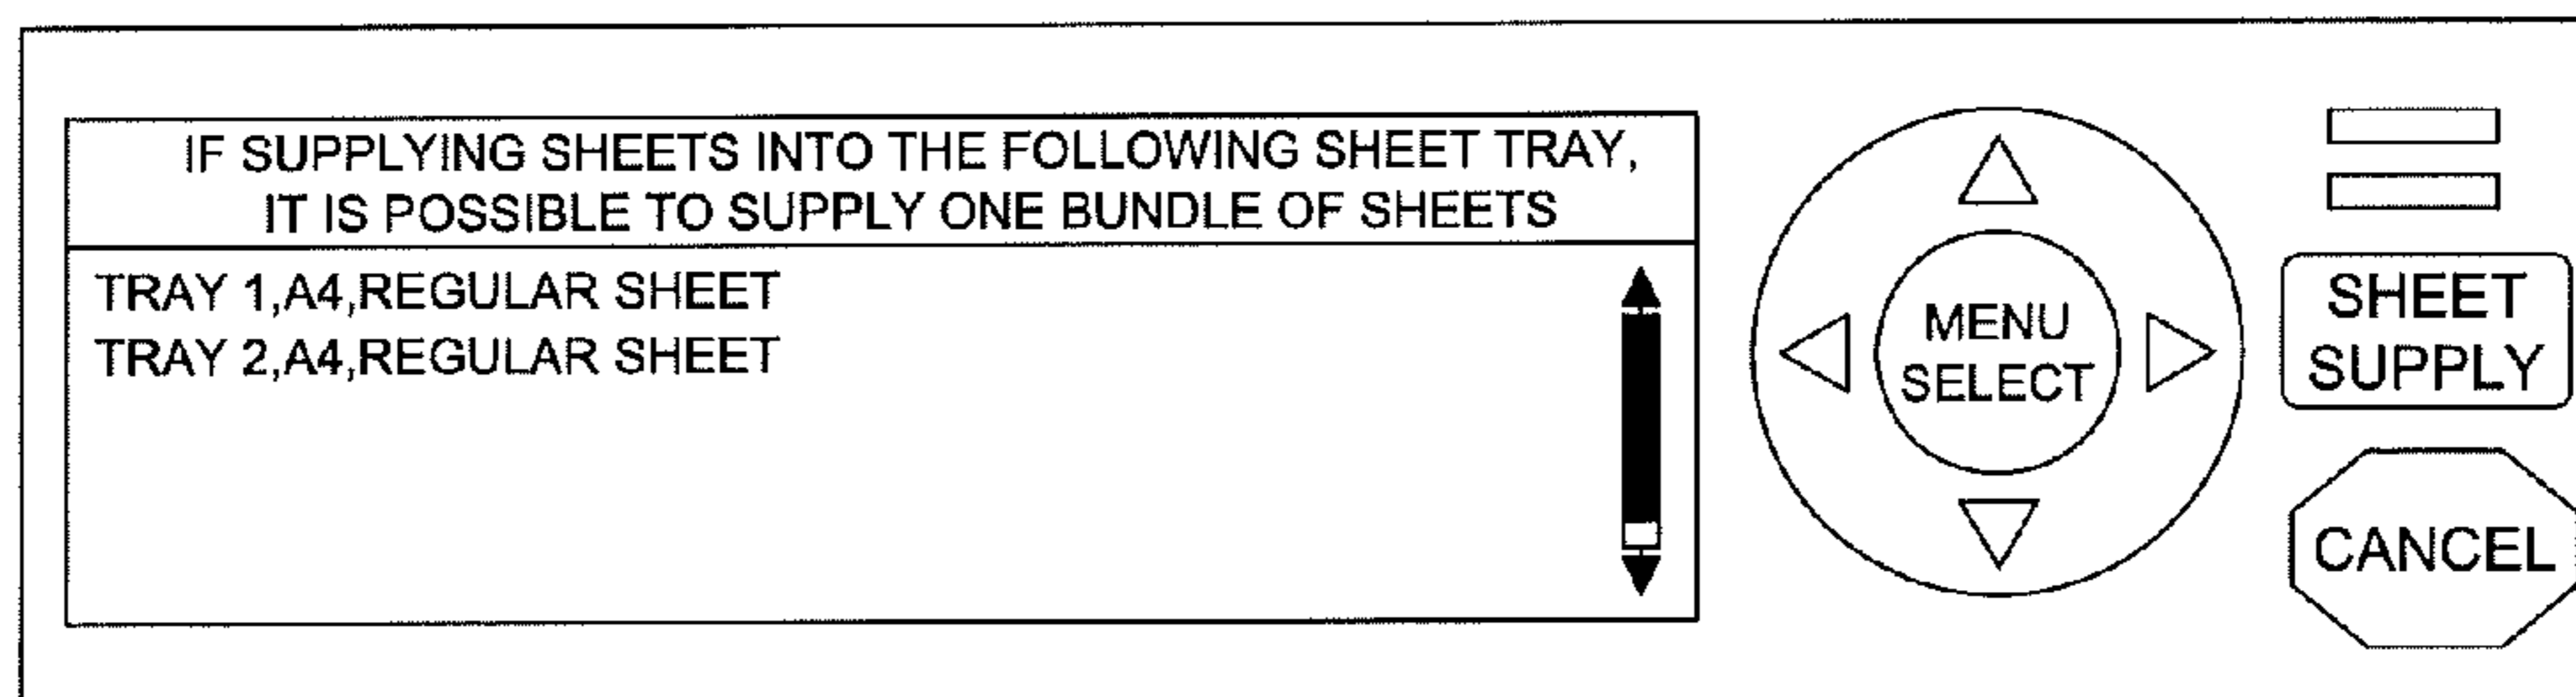 IF SUPPLYING SHEETS INTO THE FOLLOWING SHEET TRAY,
IT IS POSSIBLE TO SUPPLY ONE BUNDLE OF SHEETS
TRAY 1,A4,REGULAR SHEET
TRAY 2,A4,REGULAR SHEET
MENU
SELECT
SHEET
SUPPLY
CANCEL